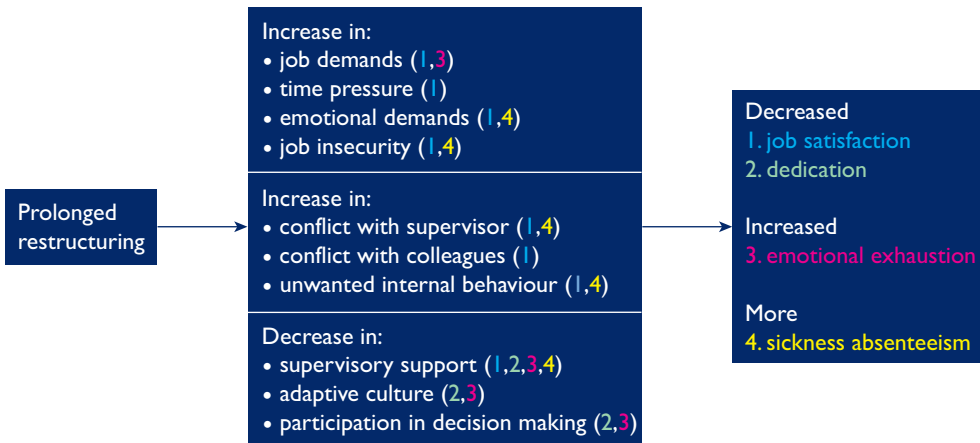 Prolonged
restructuring
Increase in:
• job demands (1,3)
• time pressure (1)
• emotional demands (1,4)
• job insecurity (1,4)
Increase in:
• conflict with supervisor (1,4)
• conflict with colleagues (1)
• unwanted internal behaviour (1,4)
Decrease in:
• supervisory support (1,2,3,4)
• adaptive culture (2,3)
• participation in decision making (2,3)
Decreased
1. job satisfaction
2. dedication
Increased
3. emotional exhaustion
More
4. sickness absenteeism